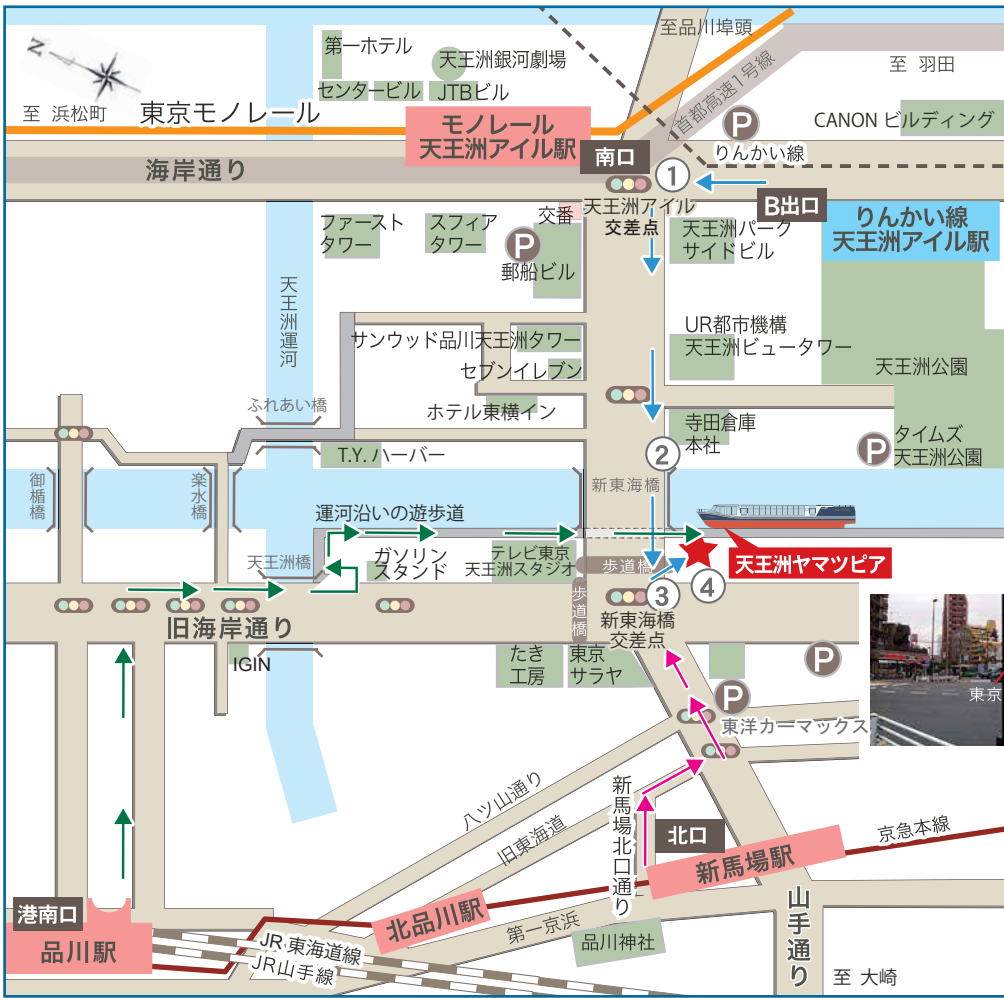 N
至品川埠頭
第一ホテル
天王洲銀河劇場
至 羽田
首都高速1号線
センタービル
JTBビル
至 浜松町
東京モノレール
モノレール
天王洲アイル駅
P
CANON ビルディング
りんかい線
南口
海岸通り
1
B出口
天王洲アイル
交差点
交番
ファースト
タワー
スフィア
タワー
P
郵船ビル
天王洲パーク
サイドビル
りんかい線
天王洲アイル駅
天王洲運河
UR都市機構
天王洲ビュータワー
サンウッド品川天王洲タワー
セブンイレブン
天王洲公園
ふれあい橋
ホテル東横イン
寺田倉庫
本社
P
タイムズ
天王洲公園
T.Y. ハーバー
2
御楯橋
楽水橋
新東海橋
運河沿いの遊歩道
天王洲橋
ガソリン
スタンド
テレビ東京
天王洲スタジオ
歩道橋
天王洲ヤマツピア
3
4
歩道橋
旧海岸通り
新東海橋
交差点
IGIN
たき
工房
東京
サラヤ
P
P
東京
東洋カーマックス
八ツ山通り
旧東海道
新馬場北口通り
北口
新馬場駅
京急本線
港南口
品川駅
北品川駅
第一京浜
品川神社
山手通り
JR 東海道線
JR山手線
至 大崎